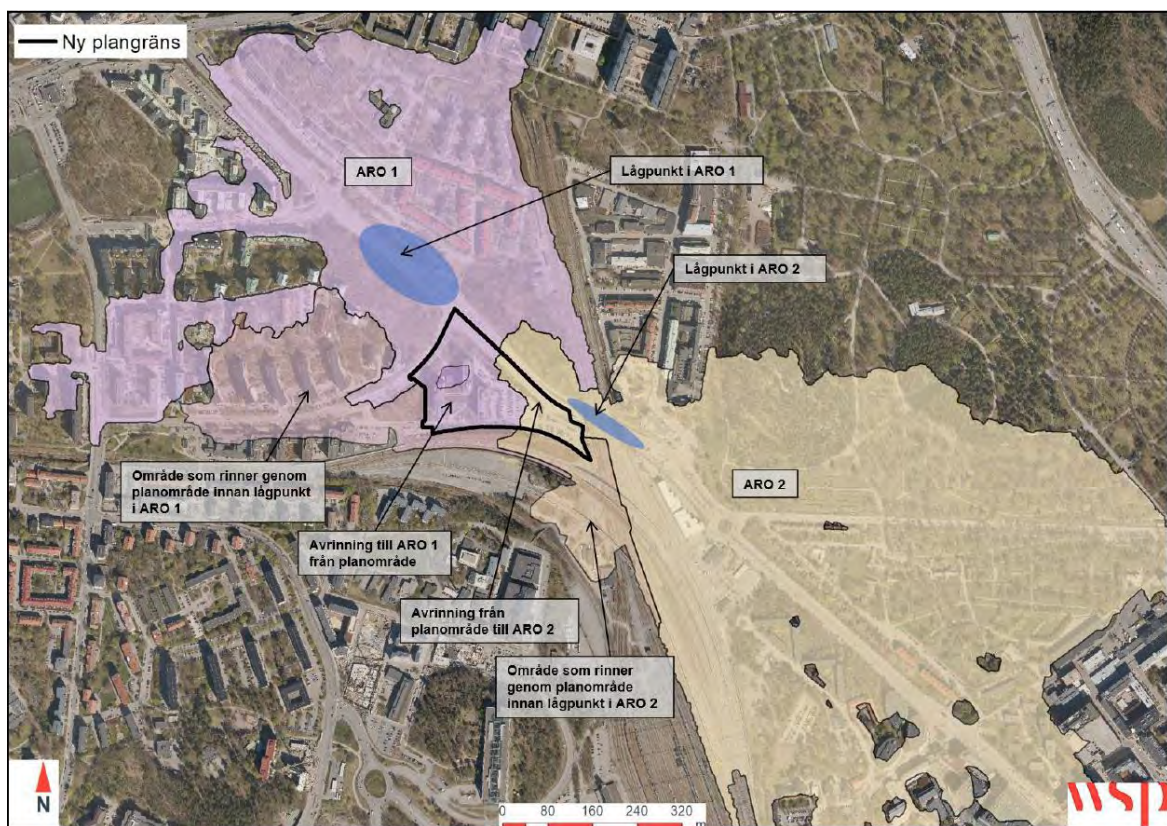 Ny plangräns
ARO 1
Lågpunkt i ARO 1
Lågpunkt i ARO 2
ARO 2
Område som rinner genom
planområde innan lågpunkt
i ARO 1
Avrinning till ARO 1
från planområde
Avrinning från
planområde till ARO 2
Område som rinner
genom planområde
innan lågpunkt i ARO 2
N
0 80 160 240 320
m
wsp